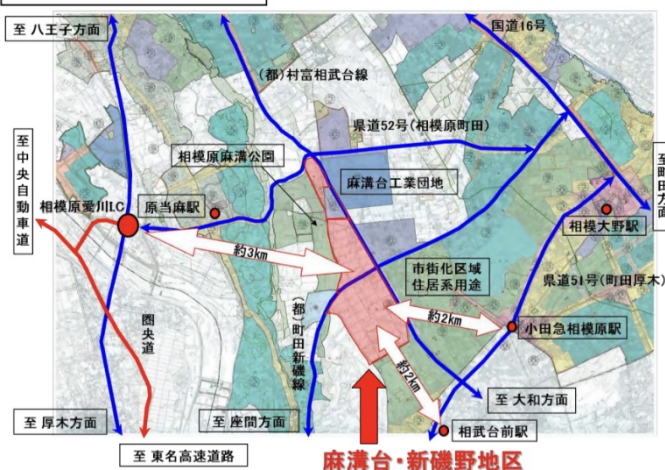 至 八王子方面
国道16号
(都)村富相武台線
県道52号(相模原町田)
至中央自動車道
相模原麻溝公園
麻溝台工業団地
至町田方面
相模原愛川I.C
原当麻駅
相模大野駅
約3km
市街化区域
住居系用途
県道51号(町田厚木)
圏央道
(都)町田新磯線
約2km
小田急相模原駅
約2km
至 大和方面
至 厚木方面
至 座間方面
相武台前駅
至 東名高速道路
麻溝台・新磯野地区